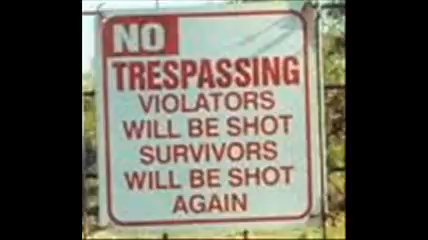 NO
TRESPASSING
VIOLATORS
WILL BE SHOT
SURVIVORS
WILL BE SHOT
AGAIN